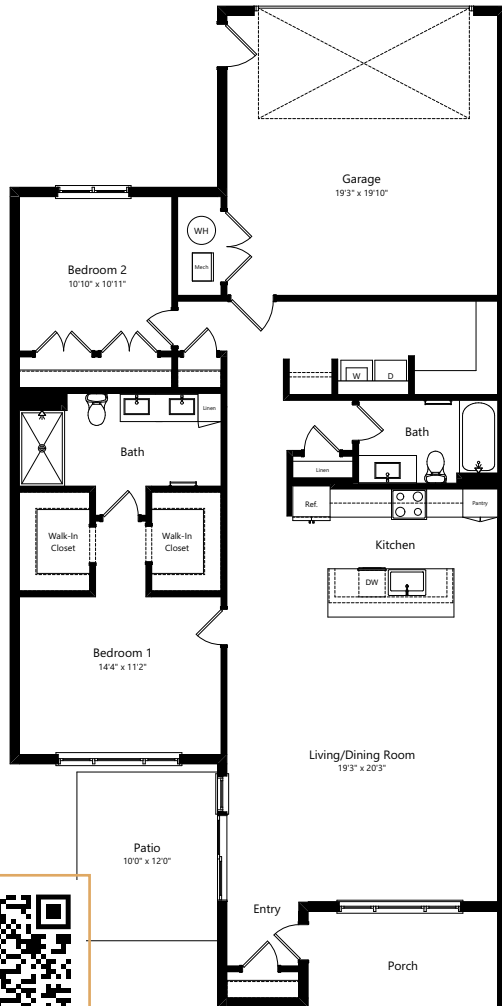 Garage
19'3" x 19'10"
WH
Mech
Bedroom 2
10'10" x 10'11"
W
D
Linen
Bath
Bath
Linen
Ref.
Pantry
Walk-In
Closet
Walk-In
Closet
Kitchen
DW
Bedroom 1
14'4" x 11'2"
Living/Dining Room
19'3" x 20'3"
Patio
10'0" x 12'0"
Entry
Porch